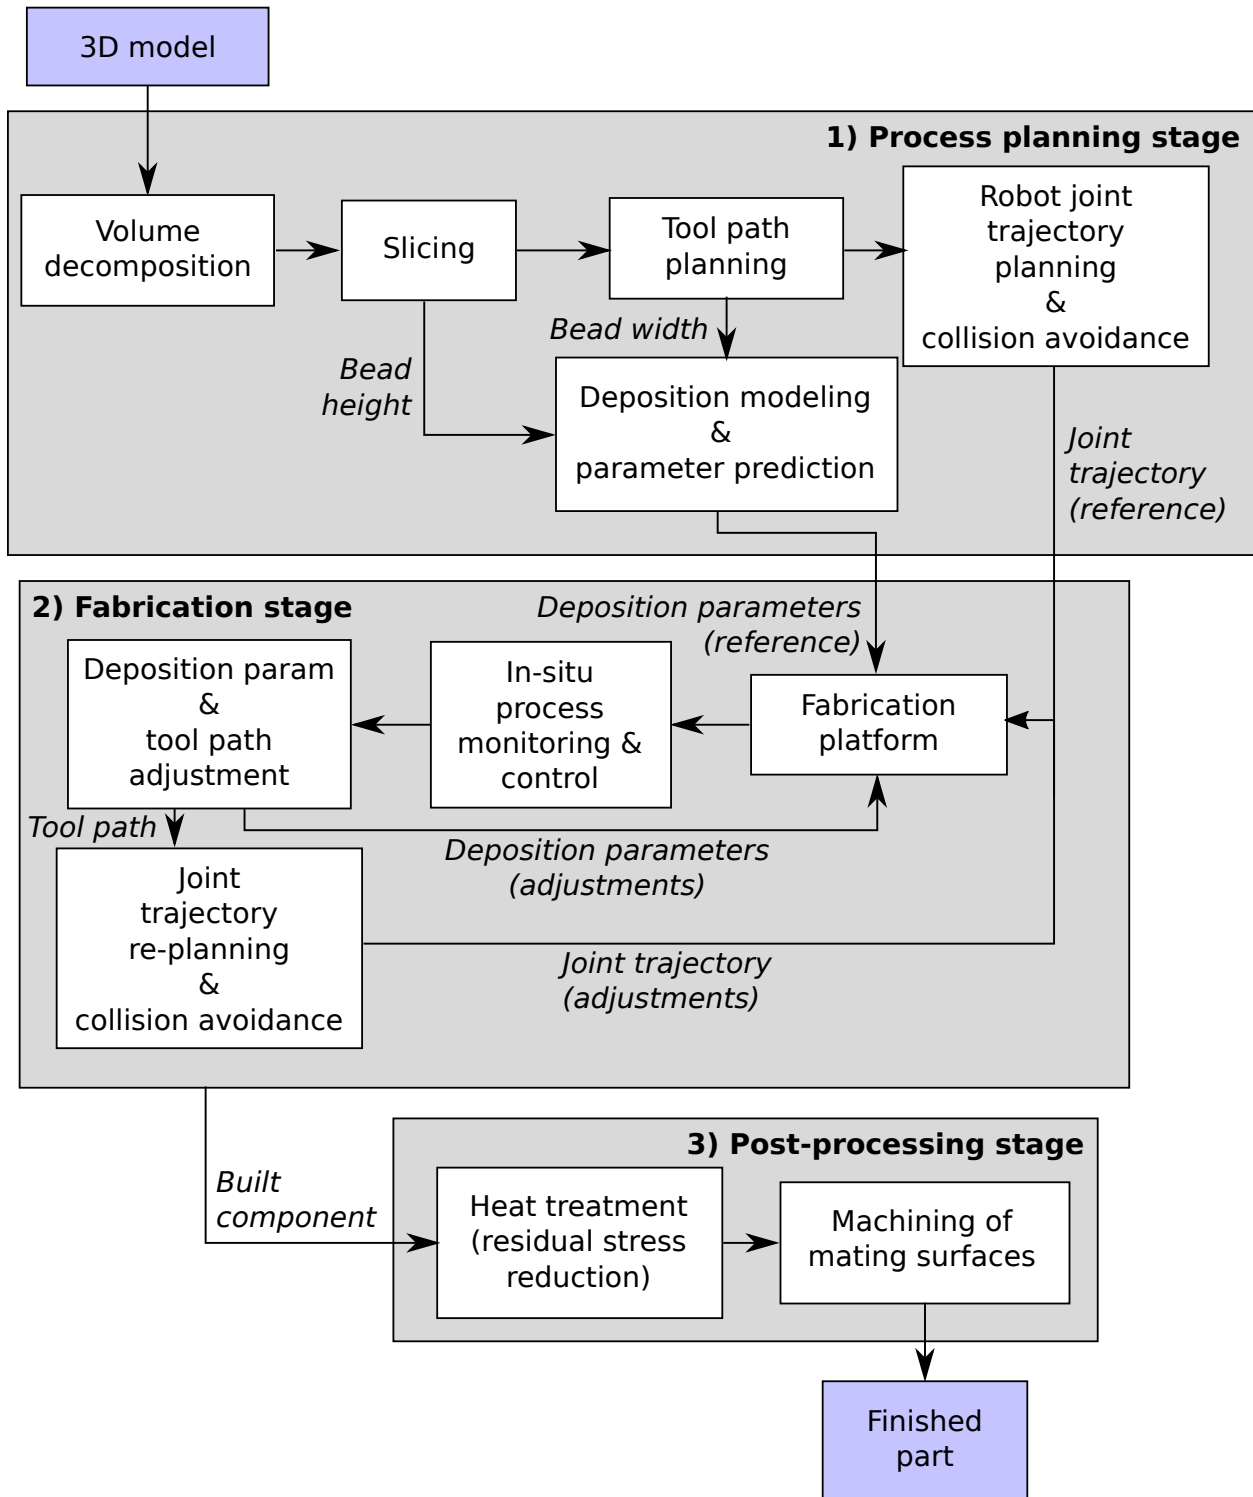 3D model
1) Process planning stage
Volume
decomposition
Slicing
Tool path
planning
Robot joint
trajectory
planning
&
collision avoidance
Bead width
Bead
height
Deposition modeling
&
parameter prediction
Joint
trajectory
(reference)
2) Fabrication stage
Deposition parameters
(reference)
Deposition param
&
tool path
adjustment
In-situ
process
monitoring &
control
Fabrication
platform
Tool path
Deposition parameters
(adjustments)
Joint
trajectory
re-planning
&
collision avoidance
Joint trajectory
(adjustments)
3) Post-processing stage
Built
component
Heat treatment
(residual stress
reduction)
Machining of
mating surfaces
Finished
part